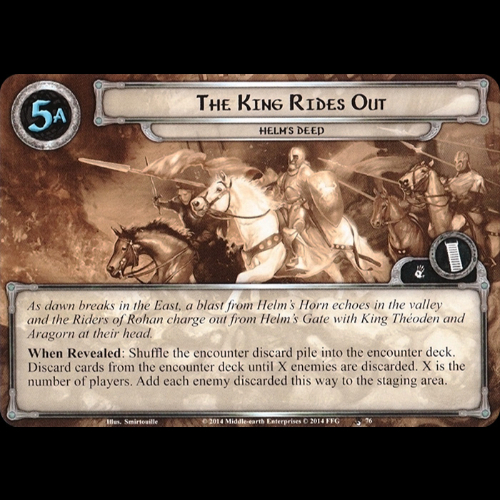 5A
The King Rides Out
Helm's Deep
As dawn breaks in the East, a blast from Helm's Horn echoes in the valley
and the Riders of Rohan charge out from Helm's Gate with King Théoden and
Aragorn at their head.
When Revealed: Shuffle the encounter discard pile into the encounter deck.
Discard cards from the encounter deck until X enemies are discarded. X is the
number of players. Add each enemy discarded this way to the staging area.
Illus. Smirtouille © 2014 Middle-earth Enterprises © 2014 FFG 76